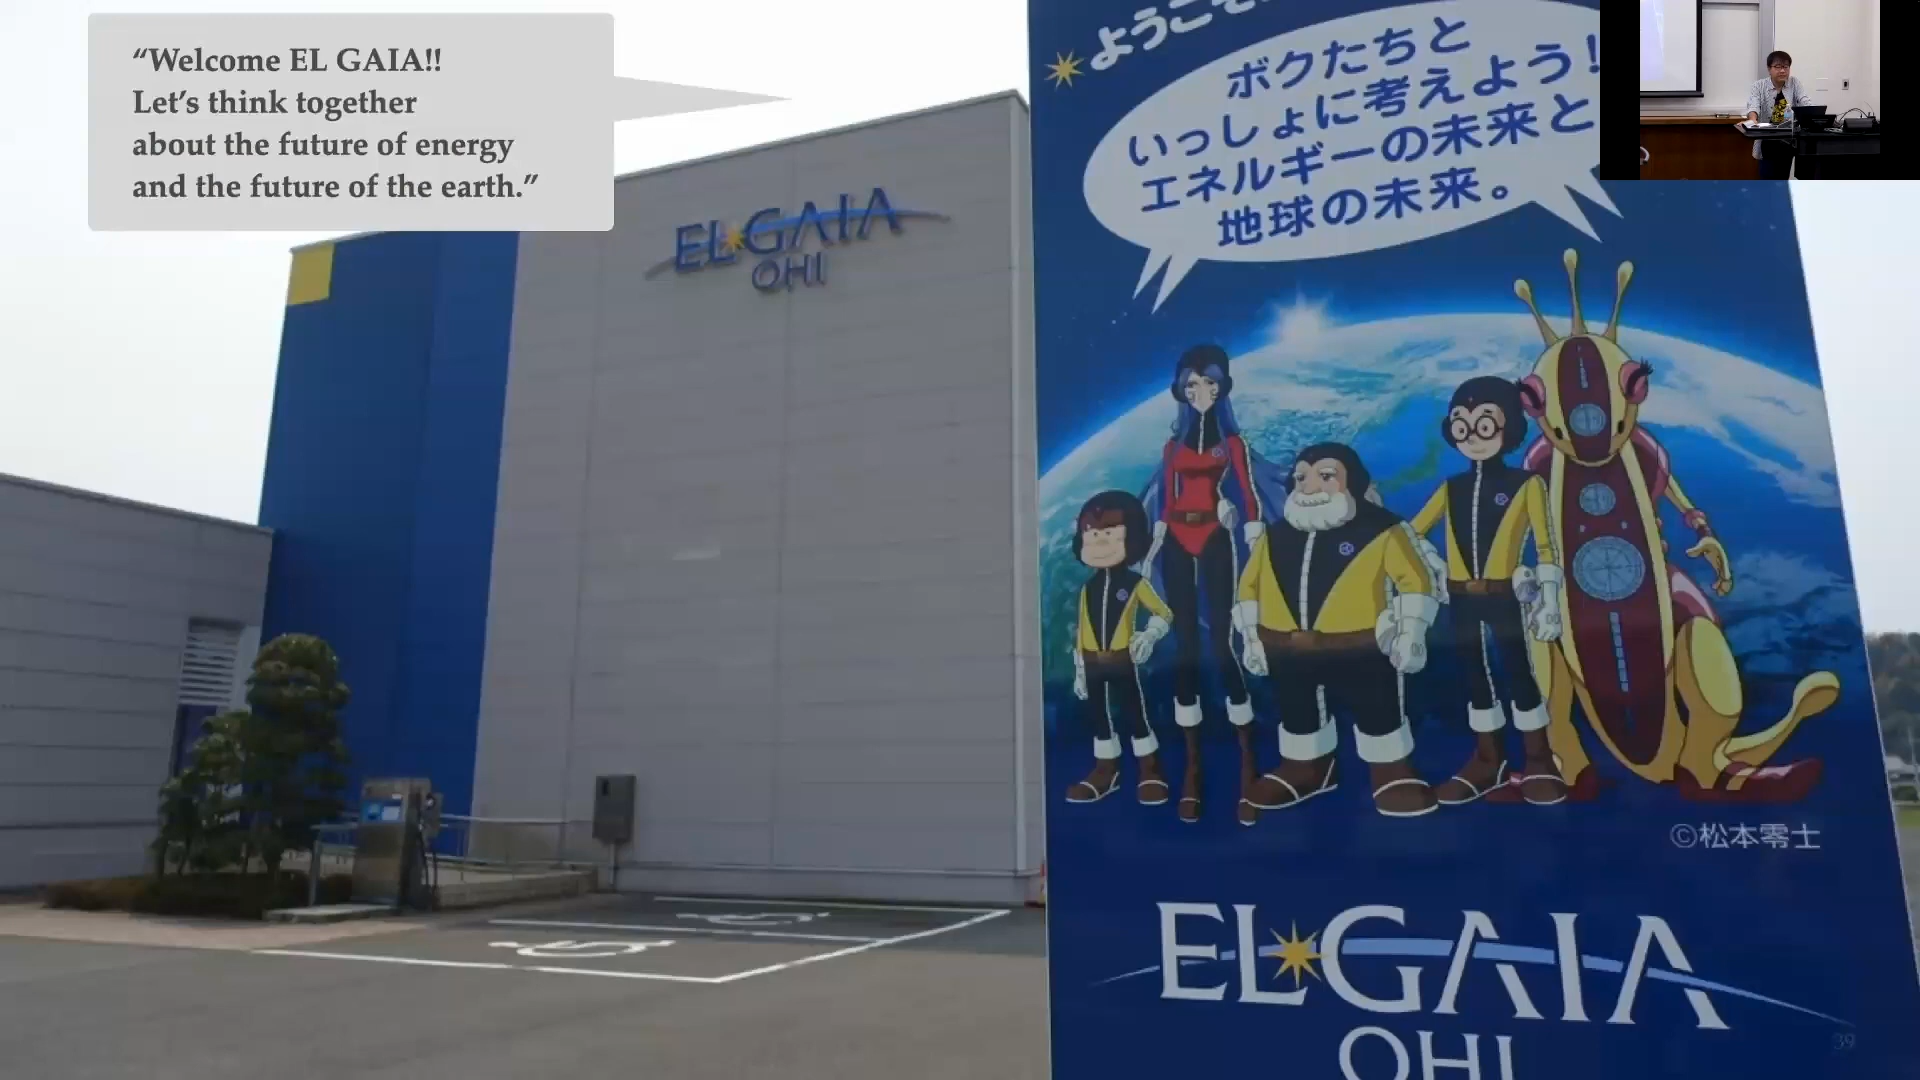 “Welcome EL GAIA!!
Let’s think together
about the future of energy
and the future of the earth.”
EL GAIA
OHI
ようこそ
ボクたちと
いっしょに考えよう!
エネルギーの未来と
地球の未来。
©松本零士
EL GAIA
OHI
39